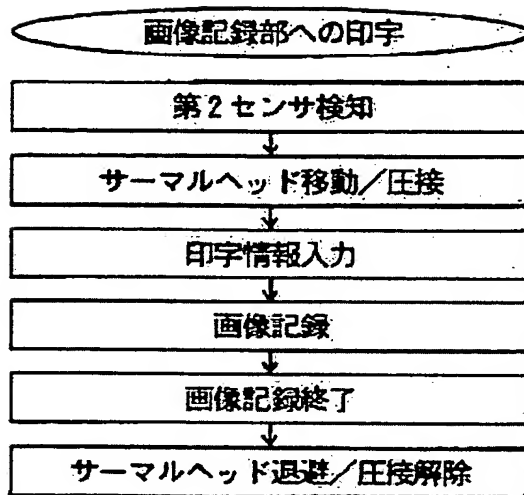 画像記録部への印字
第2センサ検知
サーマルヘッド移動／圧接
印字情報入力
画像記録
画像記録終了
サーマルヘッド退避／圧接解除